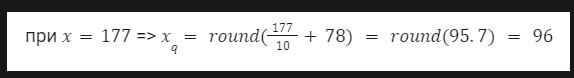 при x = 177 => x_q = round(177/10 + 78) = round(95.7) = 96